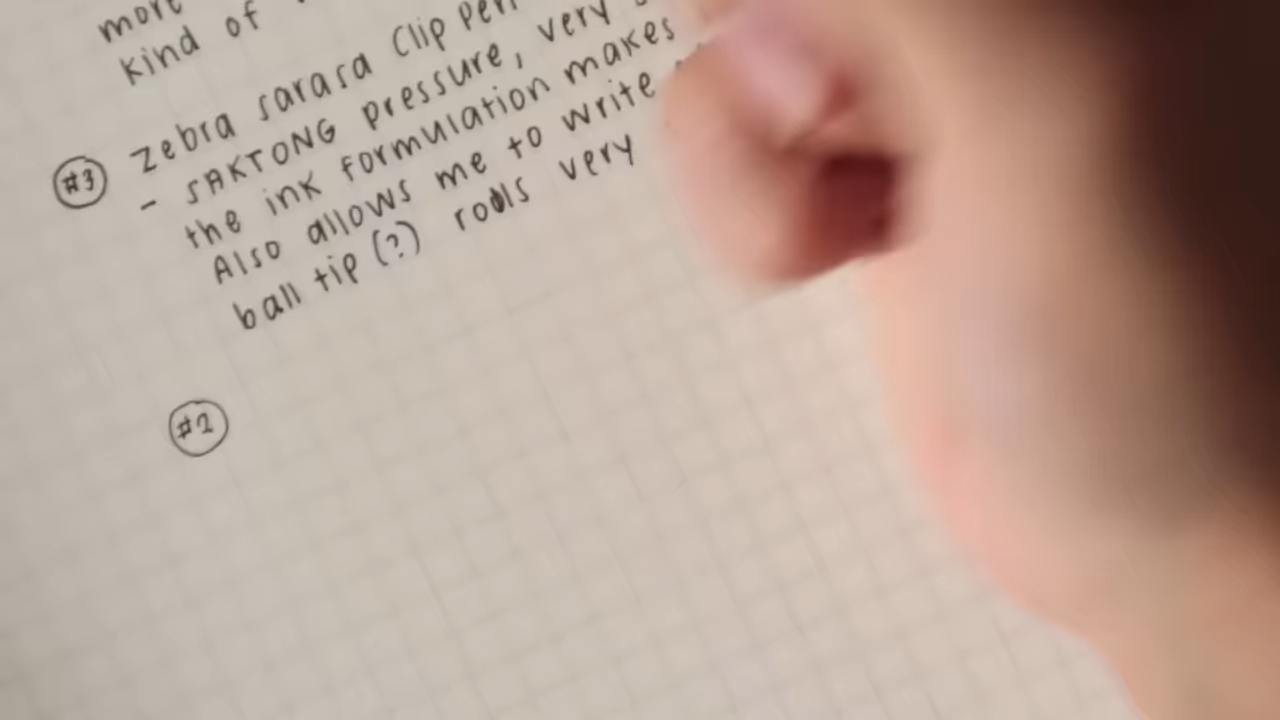 more
kind of
#3 Zebra sarasa Clip Pen
- SAKTONG pressure, very
the ink formulation makes
Also allows me to write
ball tip (?) rolls very
#2